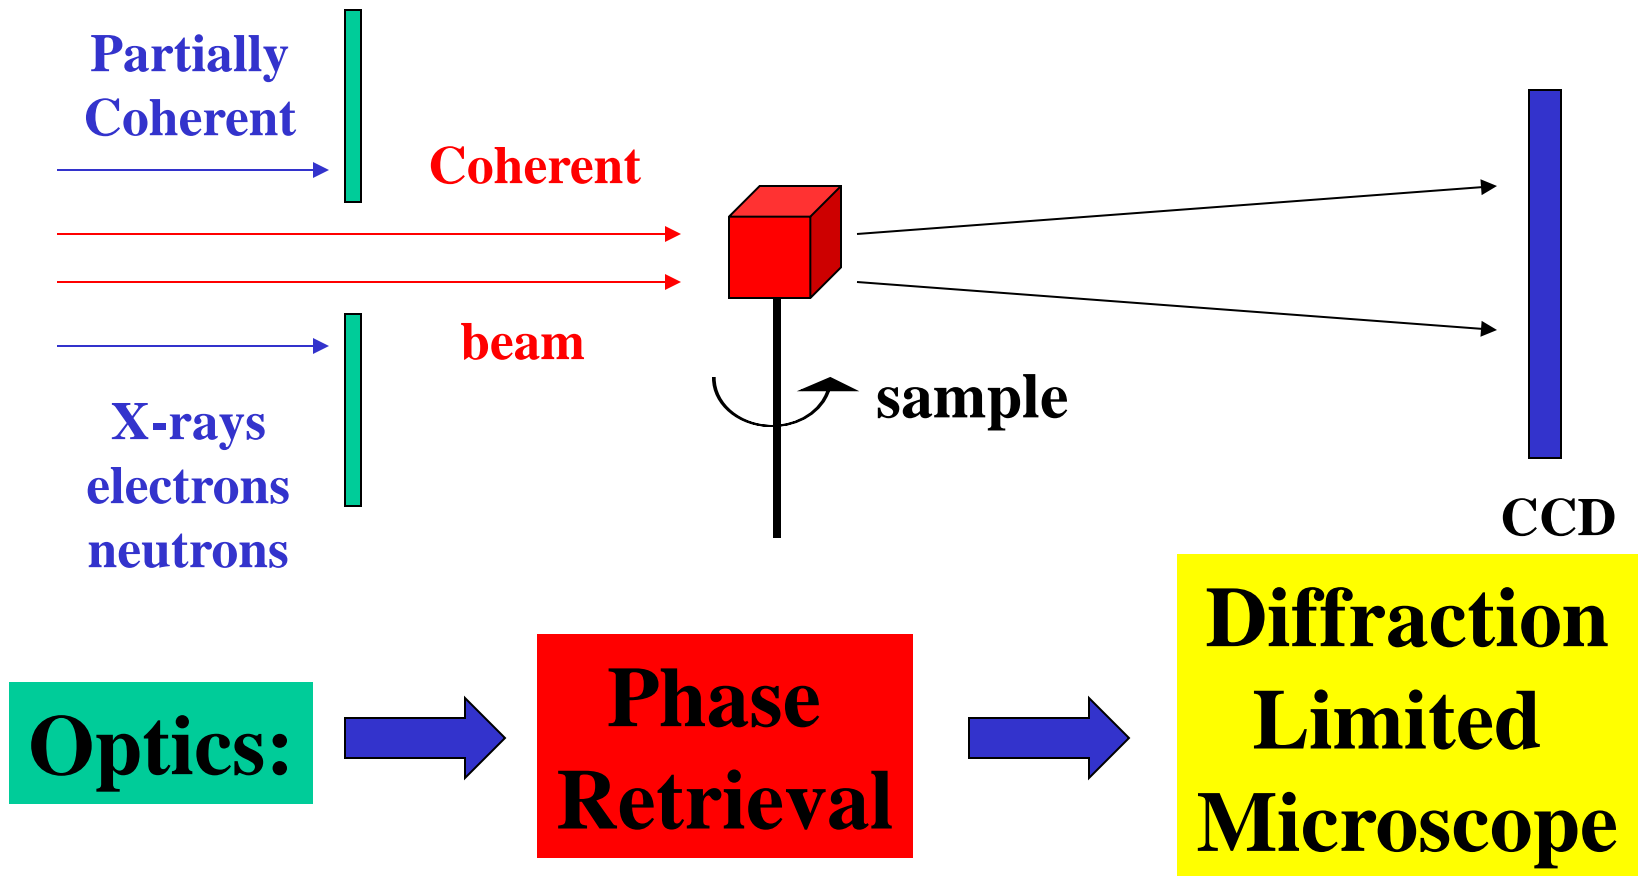 Partially
Coherent
Coherent
beam
X-rays
electrons
neutrons
sample
CCD
Optics:
Phase
Retrieval
Diffraction
Limited
Microscope